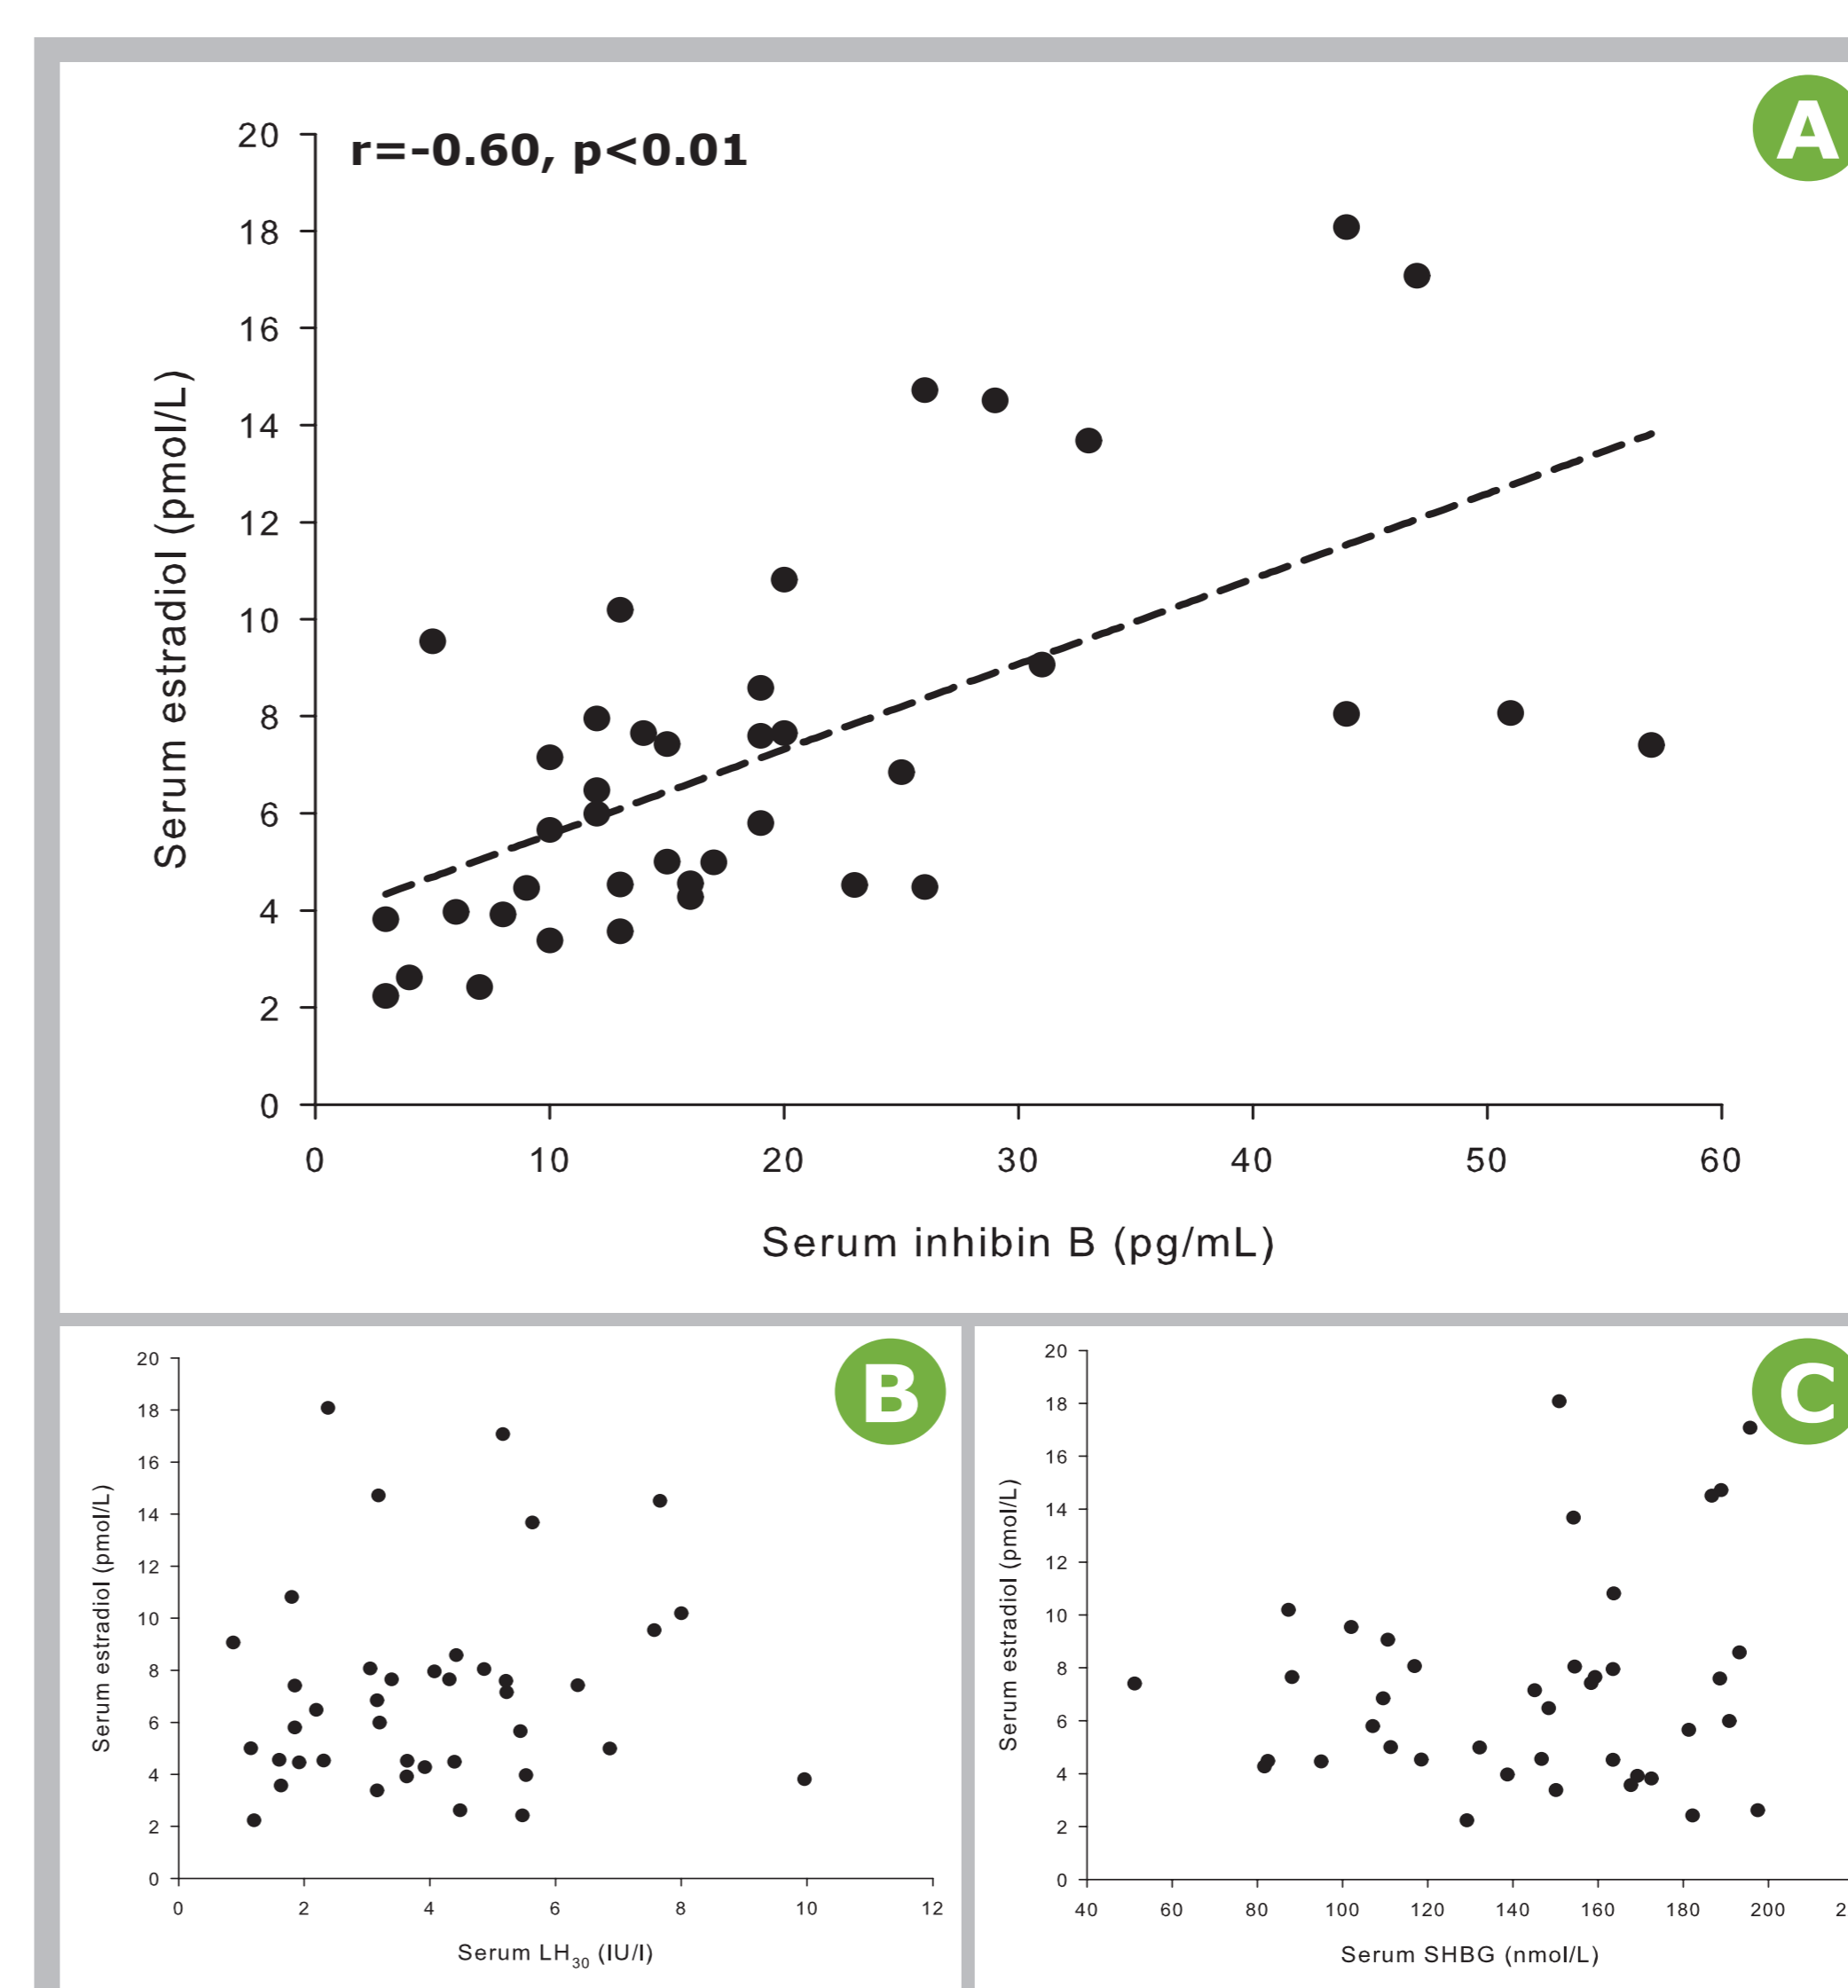 A
r=-0.60, p<0.01
20
18
16
14
12
10
8
6
4
2
0
Serum estradiol (pmol/L)
0 10 20 30 40 50 60
Serum inhibin B (pg/mL)
B
20
18
16
14
12
10
8
6
4
2
0
Serum estradiol (pmol/L)
0 2 4 6 8 10 12
Serum LH30 (IU/l)
C
20
18
16
14
12
10
8
6
4
2
0
Serum estradiol (pmol/L)
40 60 80 100 120 140 160 180 200
Serum SHBG (nmol/L)